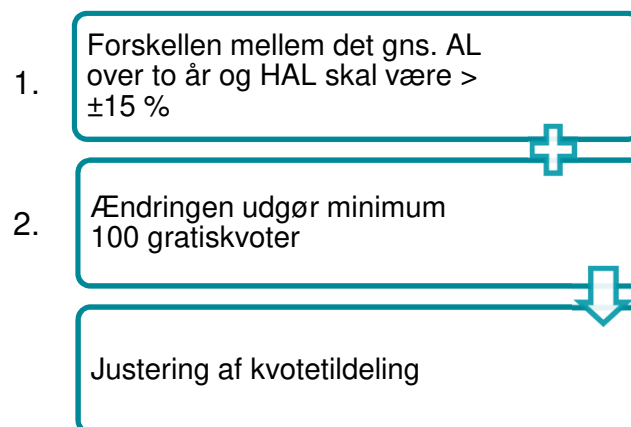 1.
Forskellen mellem det gns. AL
over to år og HAL skal være >
±15 %
2.
Ændringen udgør minimum
100 gratiskvoter
Justering af kvotetildeling